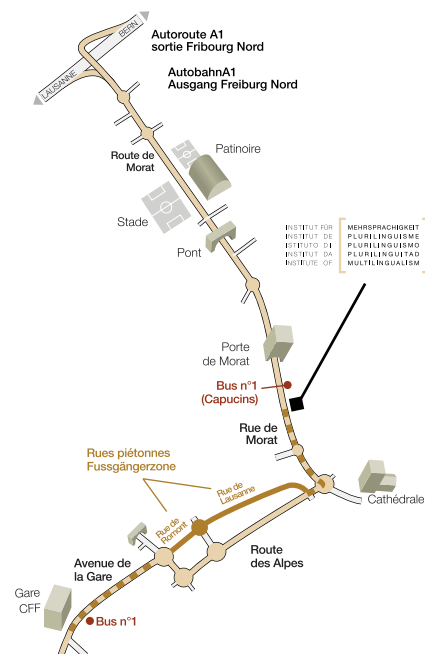 Autoroute A1
sortie Fribourg Nord
BERN
LAUSANNE
AutobahnA1
Ausgang Freiburg Nord
Route de
Morat
Patinoire
Stade
Pont
INSTITUT FÜR MEHRSPRACHIGKEIT
INSTITUT DE PLURILINGUISME
ISTITUTO DI PLURILINGUISMO
INSTITUT DA PLURILINGUITAD
INSTITUTE OF MULTILINGUALISM
Porte
de Morat
Bus n°1
(Capucins)
Rue de
Morat
Rues piétonnes
Fussgängerzone
Rue de
Lausanne
Cathédrale
Rue de
Romont
Avenue de
la Gare
Route
des Alpes
Gare
CFF
Bus n°1